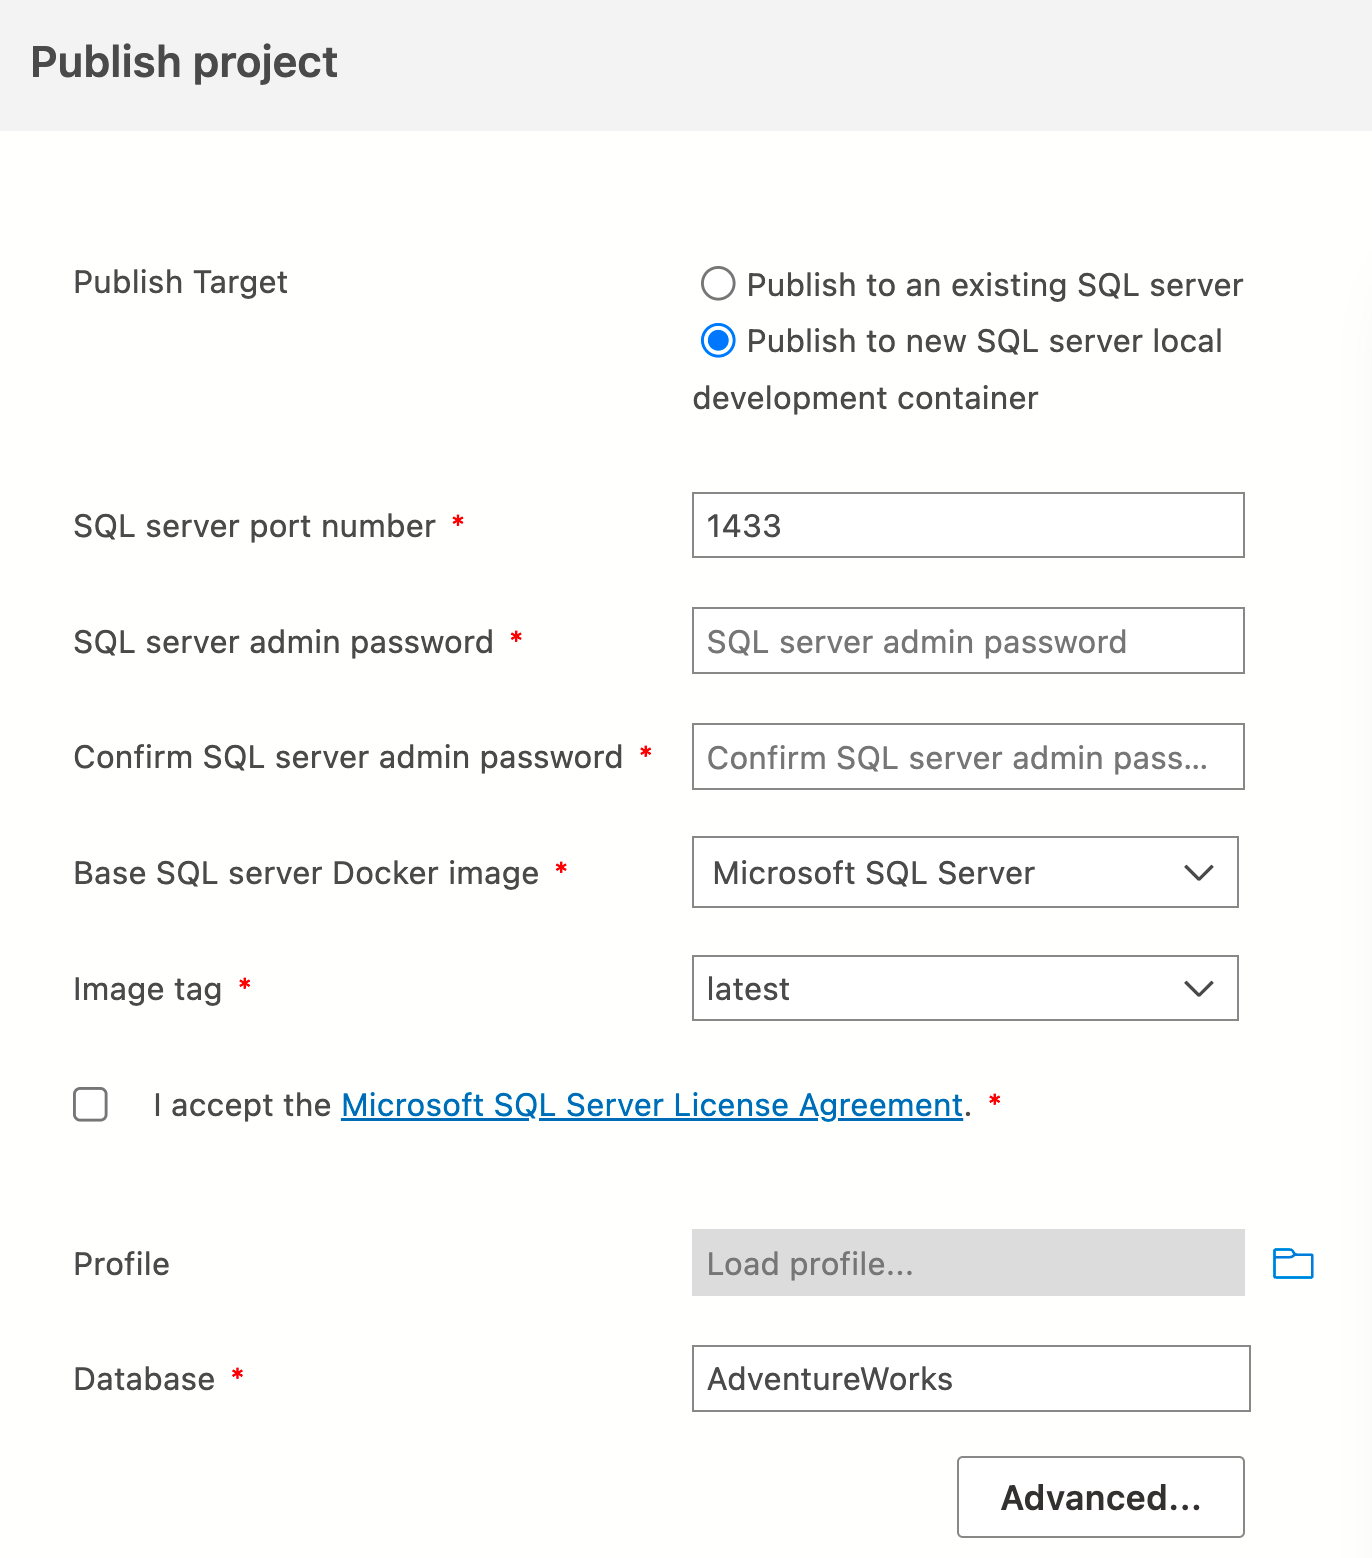 Publish project
Publish Target
Publish to an existing SQL server
Publish to new SQL server local
development container
SQL server port number *
1433
SQL server admin password *
SQL server admin password
Confirm SQL server admin password *
Confirm SQL server admin pass...
Base SQL server Docker image *
Microsoft SQL Server
Image tag *
latest
I accept the Microsoft SQL Server License Agreement. *
Profile
Load profile...
Database *
AdventureWorks
Advanced...